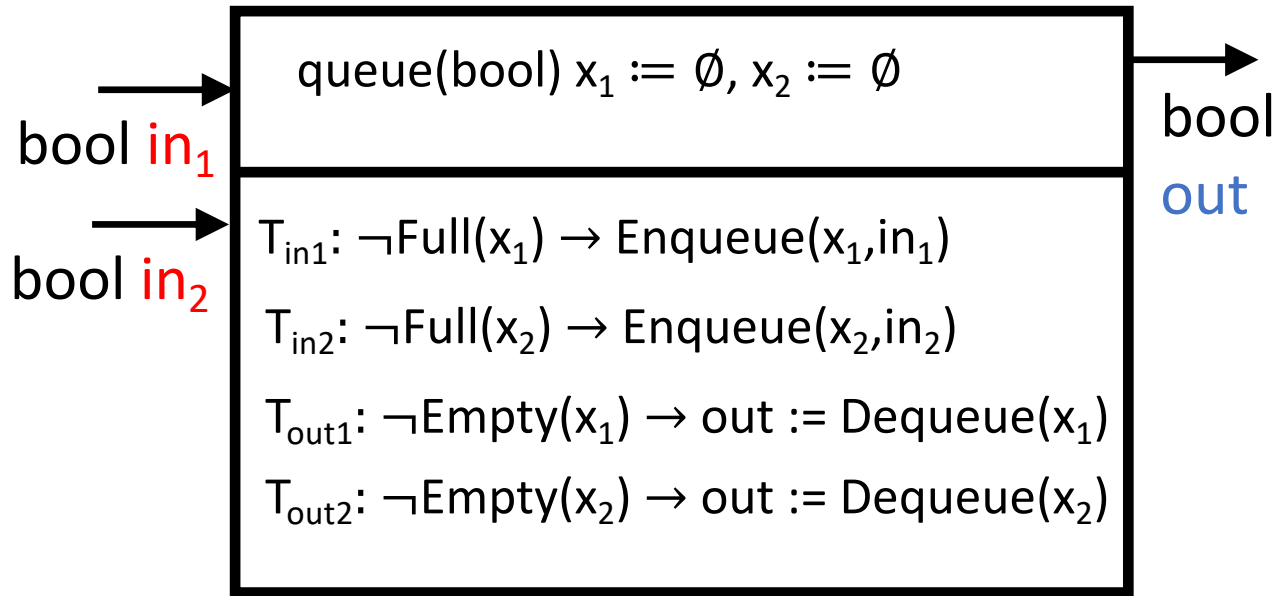 queue(bool) x₁ := ∅, x₂ := ∅
bool in₁
bool in₂
bool
out
T_in1: ¬Full(x₁) → Enqueue(x₁,in₁)
T_in2: ¬Full(x₂) → Enqueue(x₂,in₂)
T_out1: ¬Empty(x₁) → out := Dequeue(x₁)
T_out2: ¬Empty(x₂) → out := Dequeue(x₂)